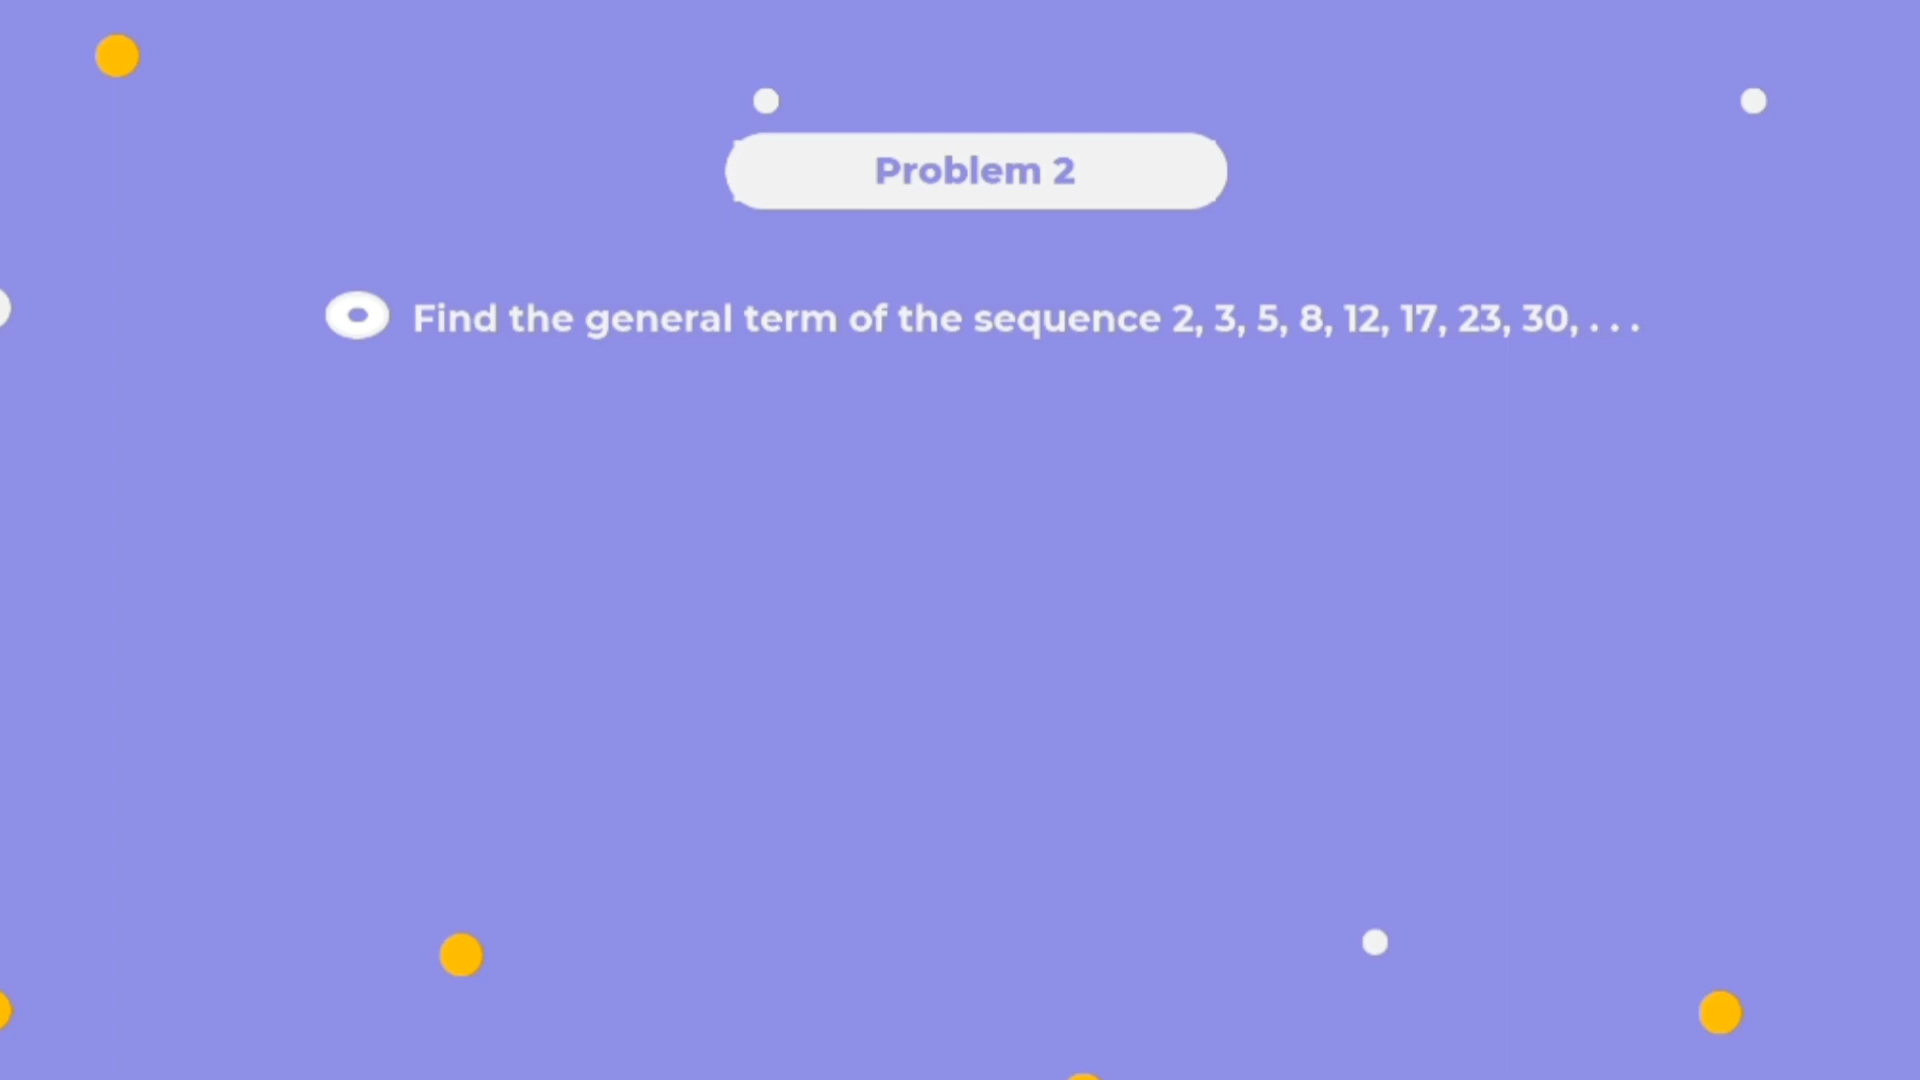 Problem 2
Find the general term of the sequence 2, 3, 5, 8, 12, 17, 23, 30, . . .